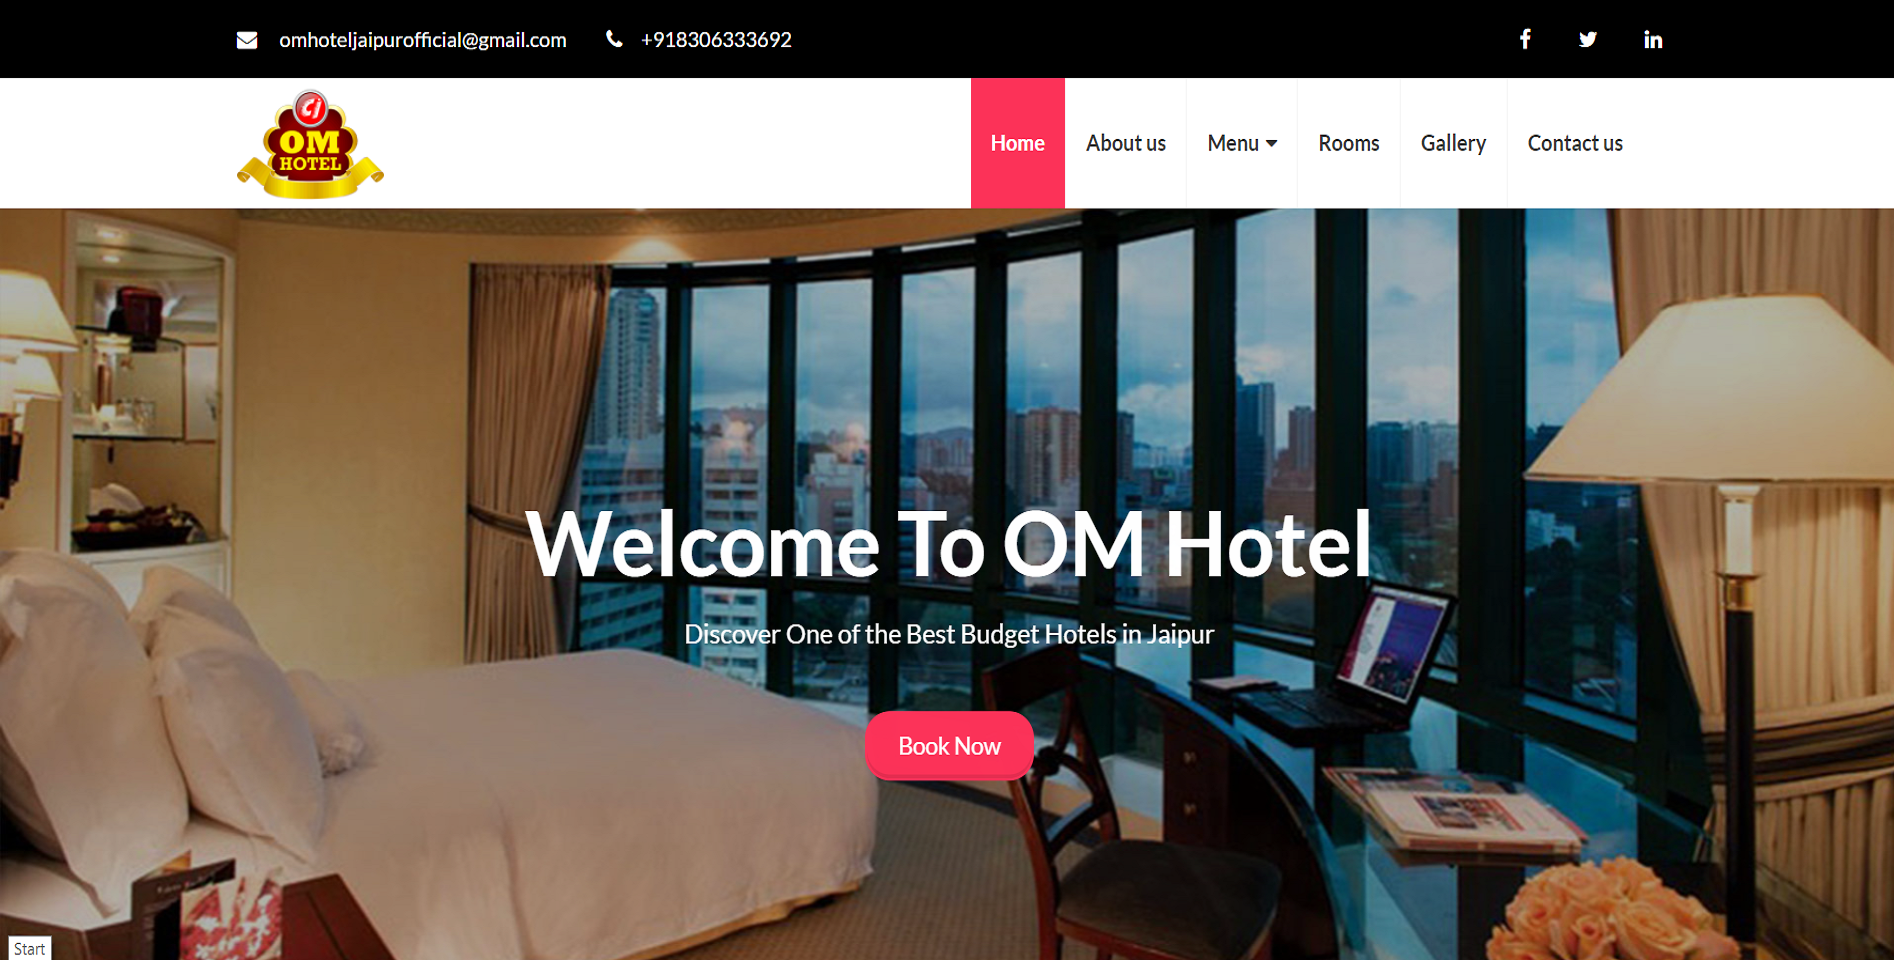 omhoteljaipurofficial@gmail.com +918306333692
CJ
OM
HOTEL
Home About us Menu Rooms Gallery Contact us
Welcome To OM Hotel
Discover One of the Best Budget Hotels in Jaipur
Book Now
Start